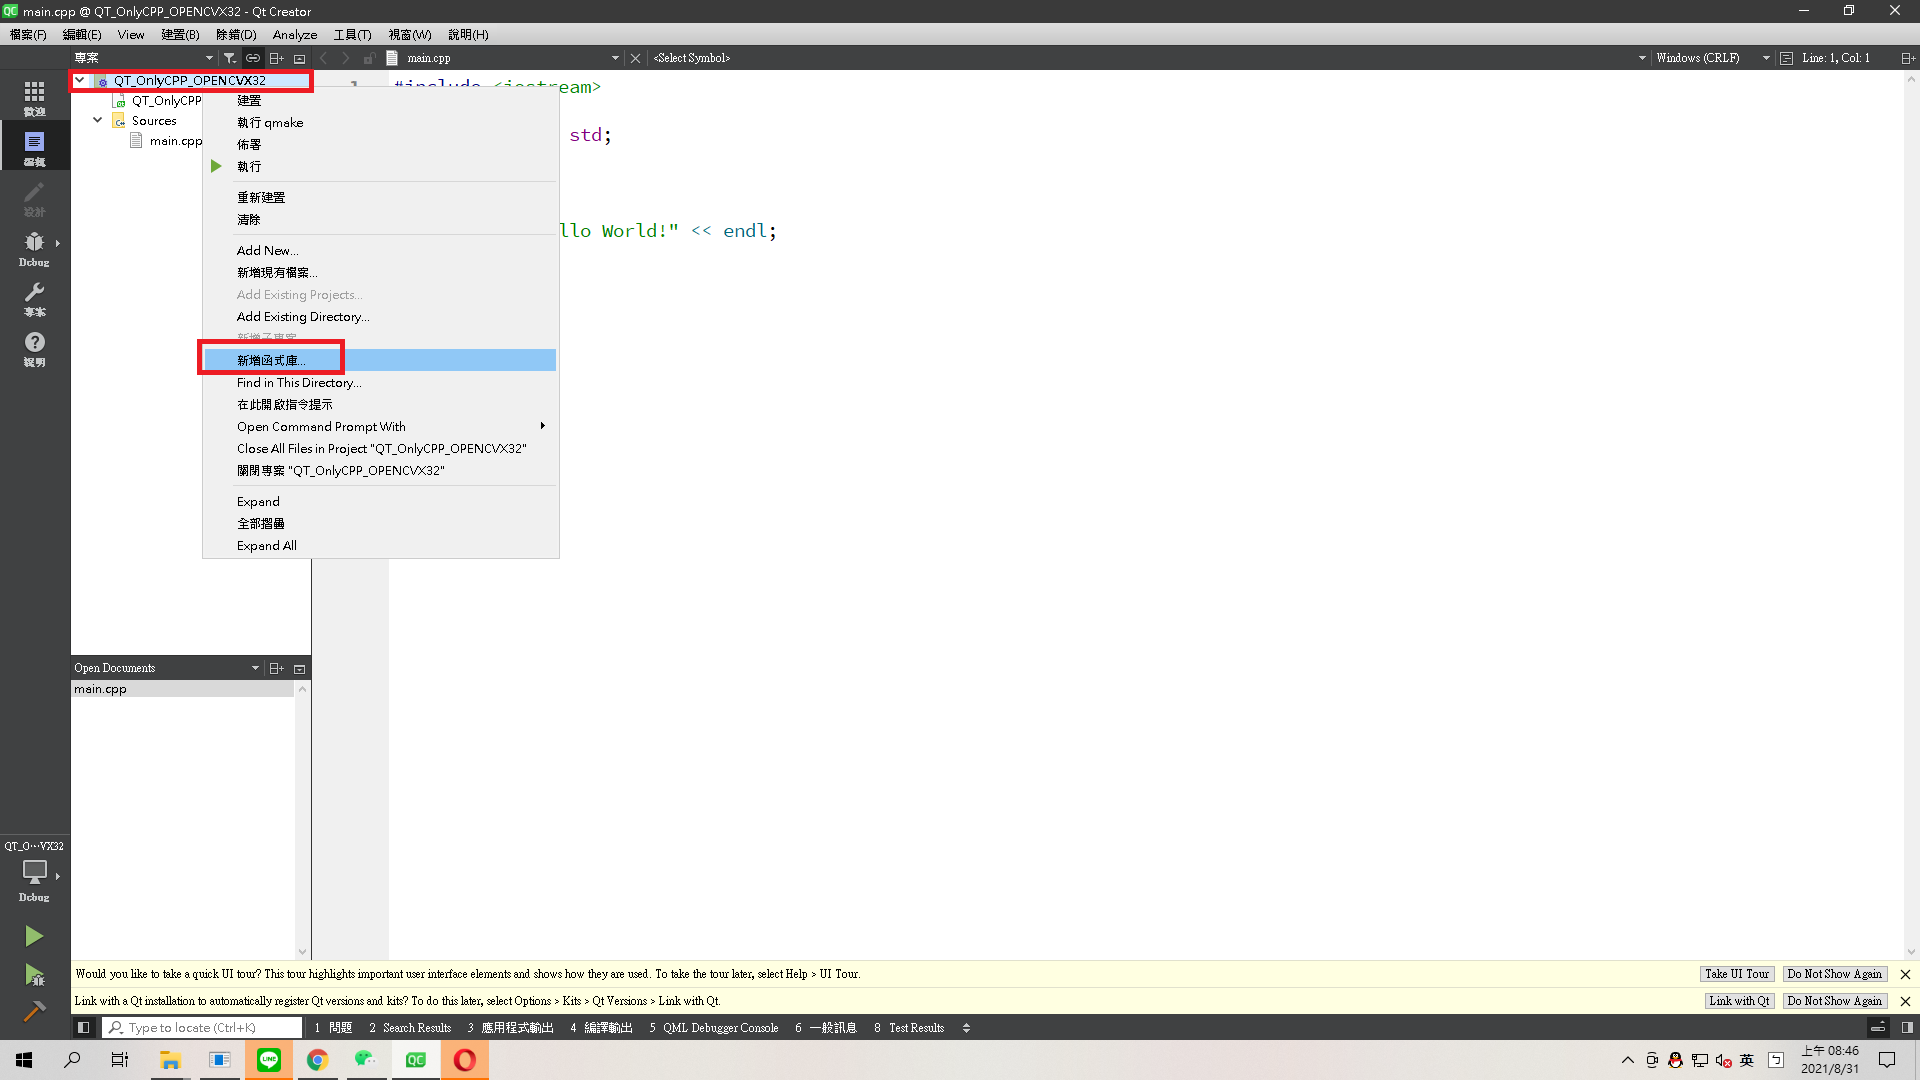 main.cpp @ QT_OnlyCPP_OPENCVX32 - Qt Creator
檔案(F) 編輯(E) View 建置(B) 除錯(D) Analyze 工具(T) 視窗(W) 說明(H)
專案 main.cpp <Select Symbol> Windows (CRLF) Line: 1, Col: 1
QT_OnlyCPP_OPENCVX32
QT_OnlyCPP
Sources
main.cpp
歡迎
編輯
設計
Debug
專案
說明
1
#include <iostream>
std;
llo World!" << endl;
建置
執行 qmake
佈署
執行
重新建置
清除
Add New...
新增現有檔案...
Add Existing Projects...
Add Existing Directory...
新增子專案...
新增函式庫...
Find in This Directory...
在此開啟指令提示
Open Command Prompt With
Close All Files in Project "QT_OnlyCPP_OPENCVX32"
關閉專案 "QT_OnlyCPP_OPENCVX32"
Expand
全部摺疊
Expand All
Open Documents
main.cpp
QT_O···VX32
Debug
Would you like to take a quick UI tour? This tour highlights important user interface elements and shows how they are used. To take the tour later, select Help > UI Tour. Take UI Tour Do Not Show Again
Link with a Qt installation to automatically register Qt versions and kits? To do this later, select Options > Kits > Qt Versions > Link with Qt. Link with Qt Do Not Show Again
Type to locate (Ctrl+K) 1 問題 2 Search Results 3 應用程式輸出 4 編譯輸出 5 QML Debugger Console 6 一般訊息 8 Test Results
LINE
QC
英
上午 08:46
2021/8/31